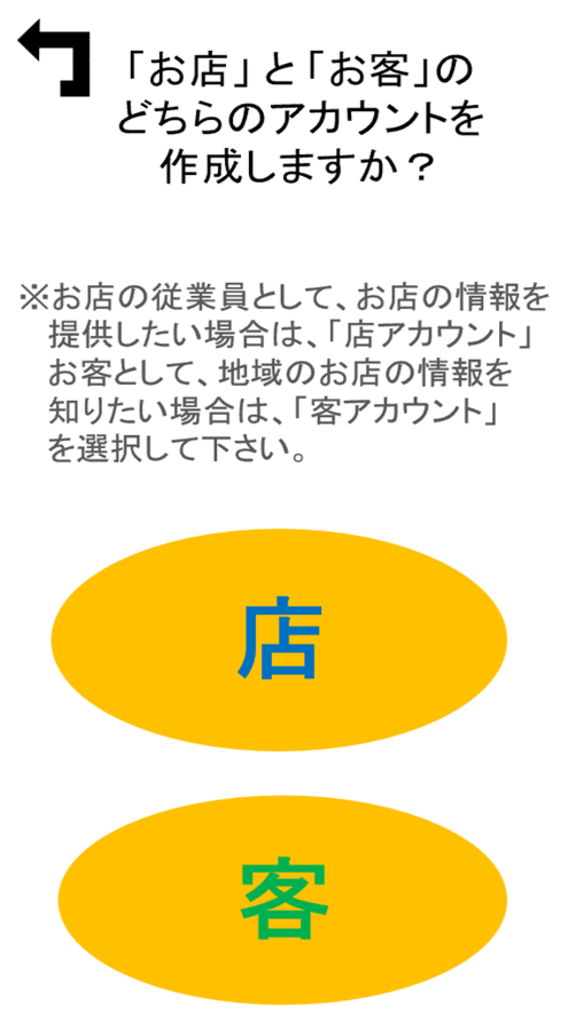 「お店」と「お客」の
どちらのアカウントを
作成しますか？
※お店の従業員として、お店の情報を
提供したい場合は、「店アカウント」
お客として、地域のお店の情報を
知りたい場合は、「客アカウント」
を選択して下さい。
店
客